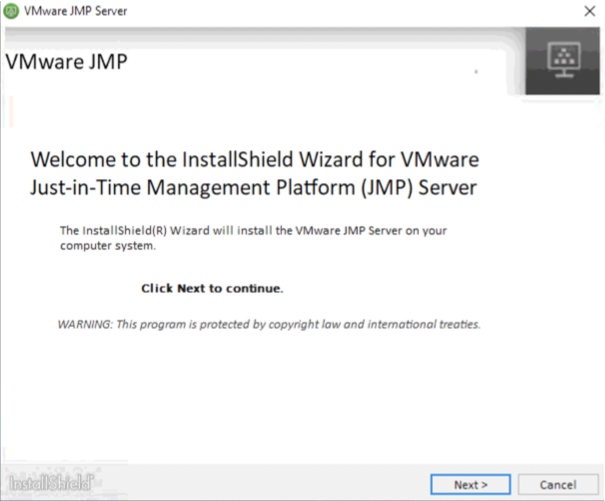 VMware JMP Server
VMware JMP
Welcome to the InstallShield Wizard for VMware
Just-in-Time Management Platform (JMP) Server
The InstallShield(R) Wizard will install the VMware JMP Server on your
computer system.
Click Next to continue.
WARNING: This program is protected by copyright law and international treaties.
InstallShield
Next >
Cancel